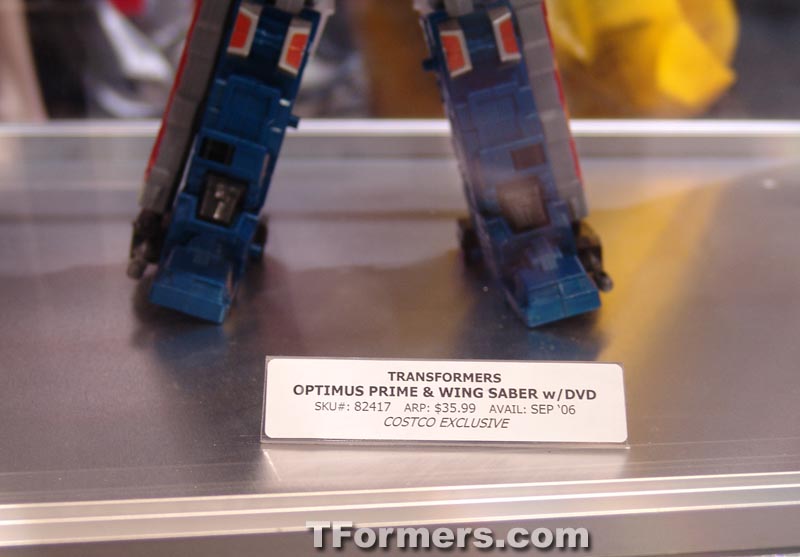 TRANSFORMERS
OPTIMUS PRIME & WING SABER w/DVD
SKU#: 82417 ARP: $35.99 AVAIL: SEP '06
COSTCO EXCLUSIVE
TFormers.com